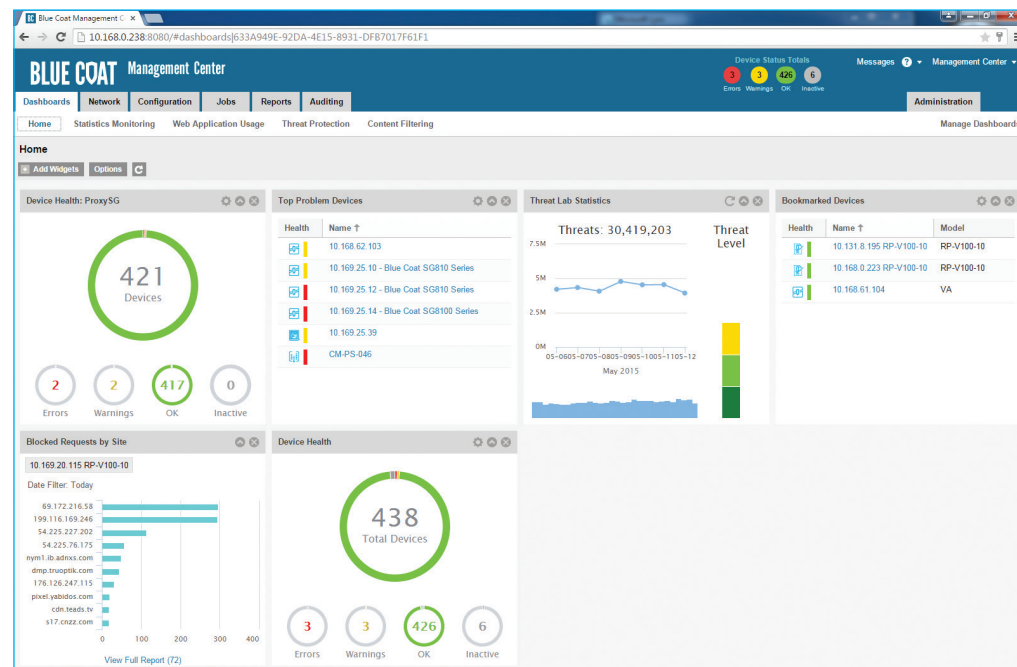 Blue Coat Management C
10.168.0.238:8080/#dashboards|633A949E-92DA-4E15-8931-DFB7017F61F1
BLUE COAT Management Center
Device Status Totals
3 3 426 6
Errors Warnings OK Inactive
Messages Management Center
Dashboards Network Configuration Jobs Reports Auditing Administration
Home Statistics Monitoring Web Application Usage Threat Protection Content Filtering Manage Dashboards
Home
Add Widgets Options
Device Health: ProxySG
421
Devices
2 2 417 0
Errors Warnings OK Inactive
Top Problem Devices
Health Name ↑
10.168.62.103
10.169.25.10 - Blue Coat SG810 Series
10.169.25.12 - Blue Coat SG810 Series
10.169.25.14 - Blue Coat SG8100 Series
10.169.25.39
CM-PS-046
Threat Lab Statistics
Threats: 30,419,203
Threat
Level
7.5M
5M
2.5M
0M
05-0605-0705-0805-0905-1005-1105-12
May 2015
Bookmarked Devices
Health Name ↑ Model
10.131.8.195 RP-V100-10 RP-V100-10
10.168.0.223 RP-V100-10 RP-V100-10
10.168.61.104 VA
Blocked Requests by Site
10.169.20.115 RP-V100-10
Date Filter: Today
69.172.216.58
199.116.169.246
54.225.227.202
54.225.76.175
nym1.ib.adnxs.com
dmp.truoptik.com
176.126.247.115
pixel.yabidos.com
cdn.teads.tv
s17.cnzz.com
0 100 200 300 400
View Full Report (72)
Device Health
438
Total Devices
3 3 426 6
Errors Warnings OK Inactive